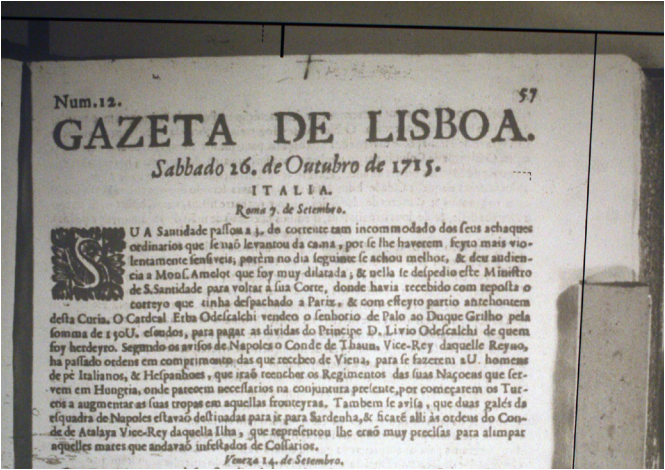 Num.12.
57
GAZETA DE LISBOA.
Sabbado 26. de Outubro de 1715.
ITALIA.
Roma 7. de Setembro.
SUA Santidade passou a 3. do corrente tam incommodado dos seus achaques
ordinarios que se naõ levantou da cama, por se lhe haverem feyto mais vio-
lentamente sensiveis; porèm no dia seguinte se achou melhor, & deu audien-
cia a Mons. Amelot que foy muy dilatada; & nella se despedio este Ministro
de S. Santidade para voltar à sua Corte, donde havia recebido com reposta o
correyo que tinha despachado a Pariz, & com effeyto partio antehontem
desta Curia. O Cardeal Erba Odescalchi vendeo o senhorio de Palo ao Duque Grilho pela
somma de 150U. escudos, para pagar as dividas do Principe D. Livio Odescalchi de quem
foy herdeyro. Segundo os avisos de Napoles o Conde de Thaun, Vice-Rey daquelle Reyno,
ha passado ordens em comprimento das que recebeo de Viena, para se fazerem 2U. homens
de pè Italianos, & Hespanhoes, que iraõ reencher os Regimentos das suas Naçoens que ser-
vem em Hungria, onde parecem necessarios na conjuntura presente, por começarem os Tur-
cos a augmentar as suas tropas em aquellas fronteyras. Tambem se avisa, que duas galès da
esquadra de Napoles estavaõ destinadas para ir para Sardenha, & ficarẽ alli às ordens do Con-
de de Atalaya Vice-Rey daquella Ilha, que representou lhe eraõ muy precisas para alimpar
aquelles mares que andavaõ infestados de Cossarios.
Veneza 14. de Setembro.